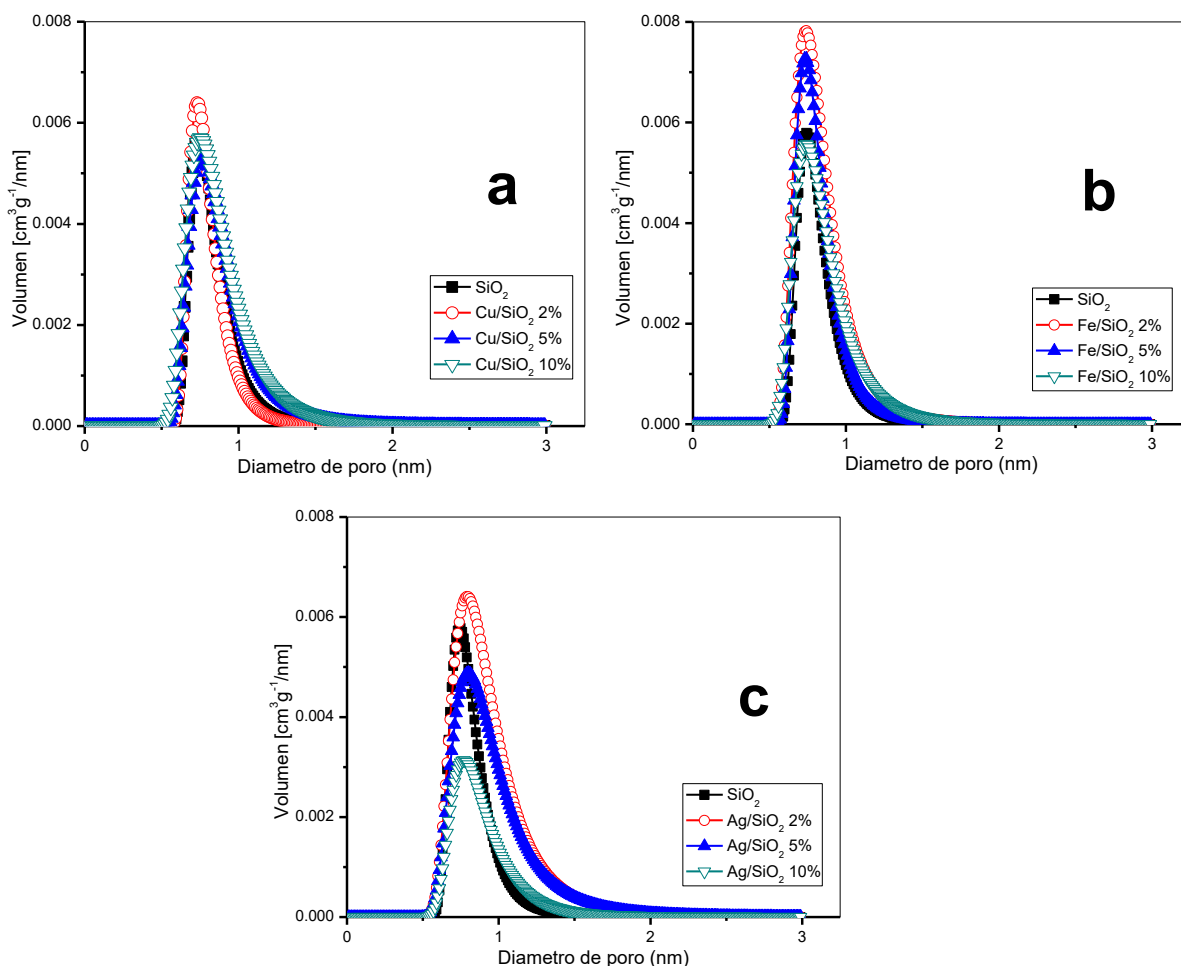 0.008
0.006
0.004
0.002
0.000
Volumen [cm³g⁻¹/nm]
a
SiO₂
Cu/SiO₂ 2%
Cu/SiO₂ 5%
Cu/SiO₂ 10%
0 1 2 3
Diametro de poro (nm)
0.008
0.006
0.004
0.002
0.000
Volumen [cm³g⁻¹/nm]
b
SiO₂
Fe/SiO₂ 2%
Fe/SiO₂ 5%
Fe/SiO₂ 10%
0 1 2 3
Diametro de poro (nm)
0.008
0.006
0.004
0.002
0.000
Volumen [cm³g⁻¹/nm]
c
SiO₂
Ag/SiO₂ 2%
Ag/SiO₂ 5%
Ag/SiO₂ 10%
0 1 2 3
Diametro de poro (nm)